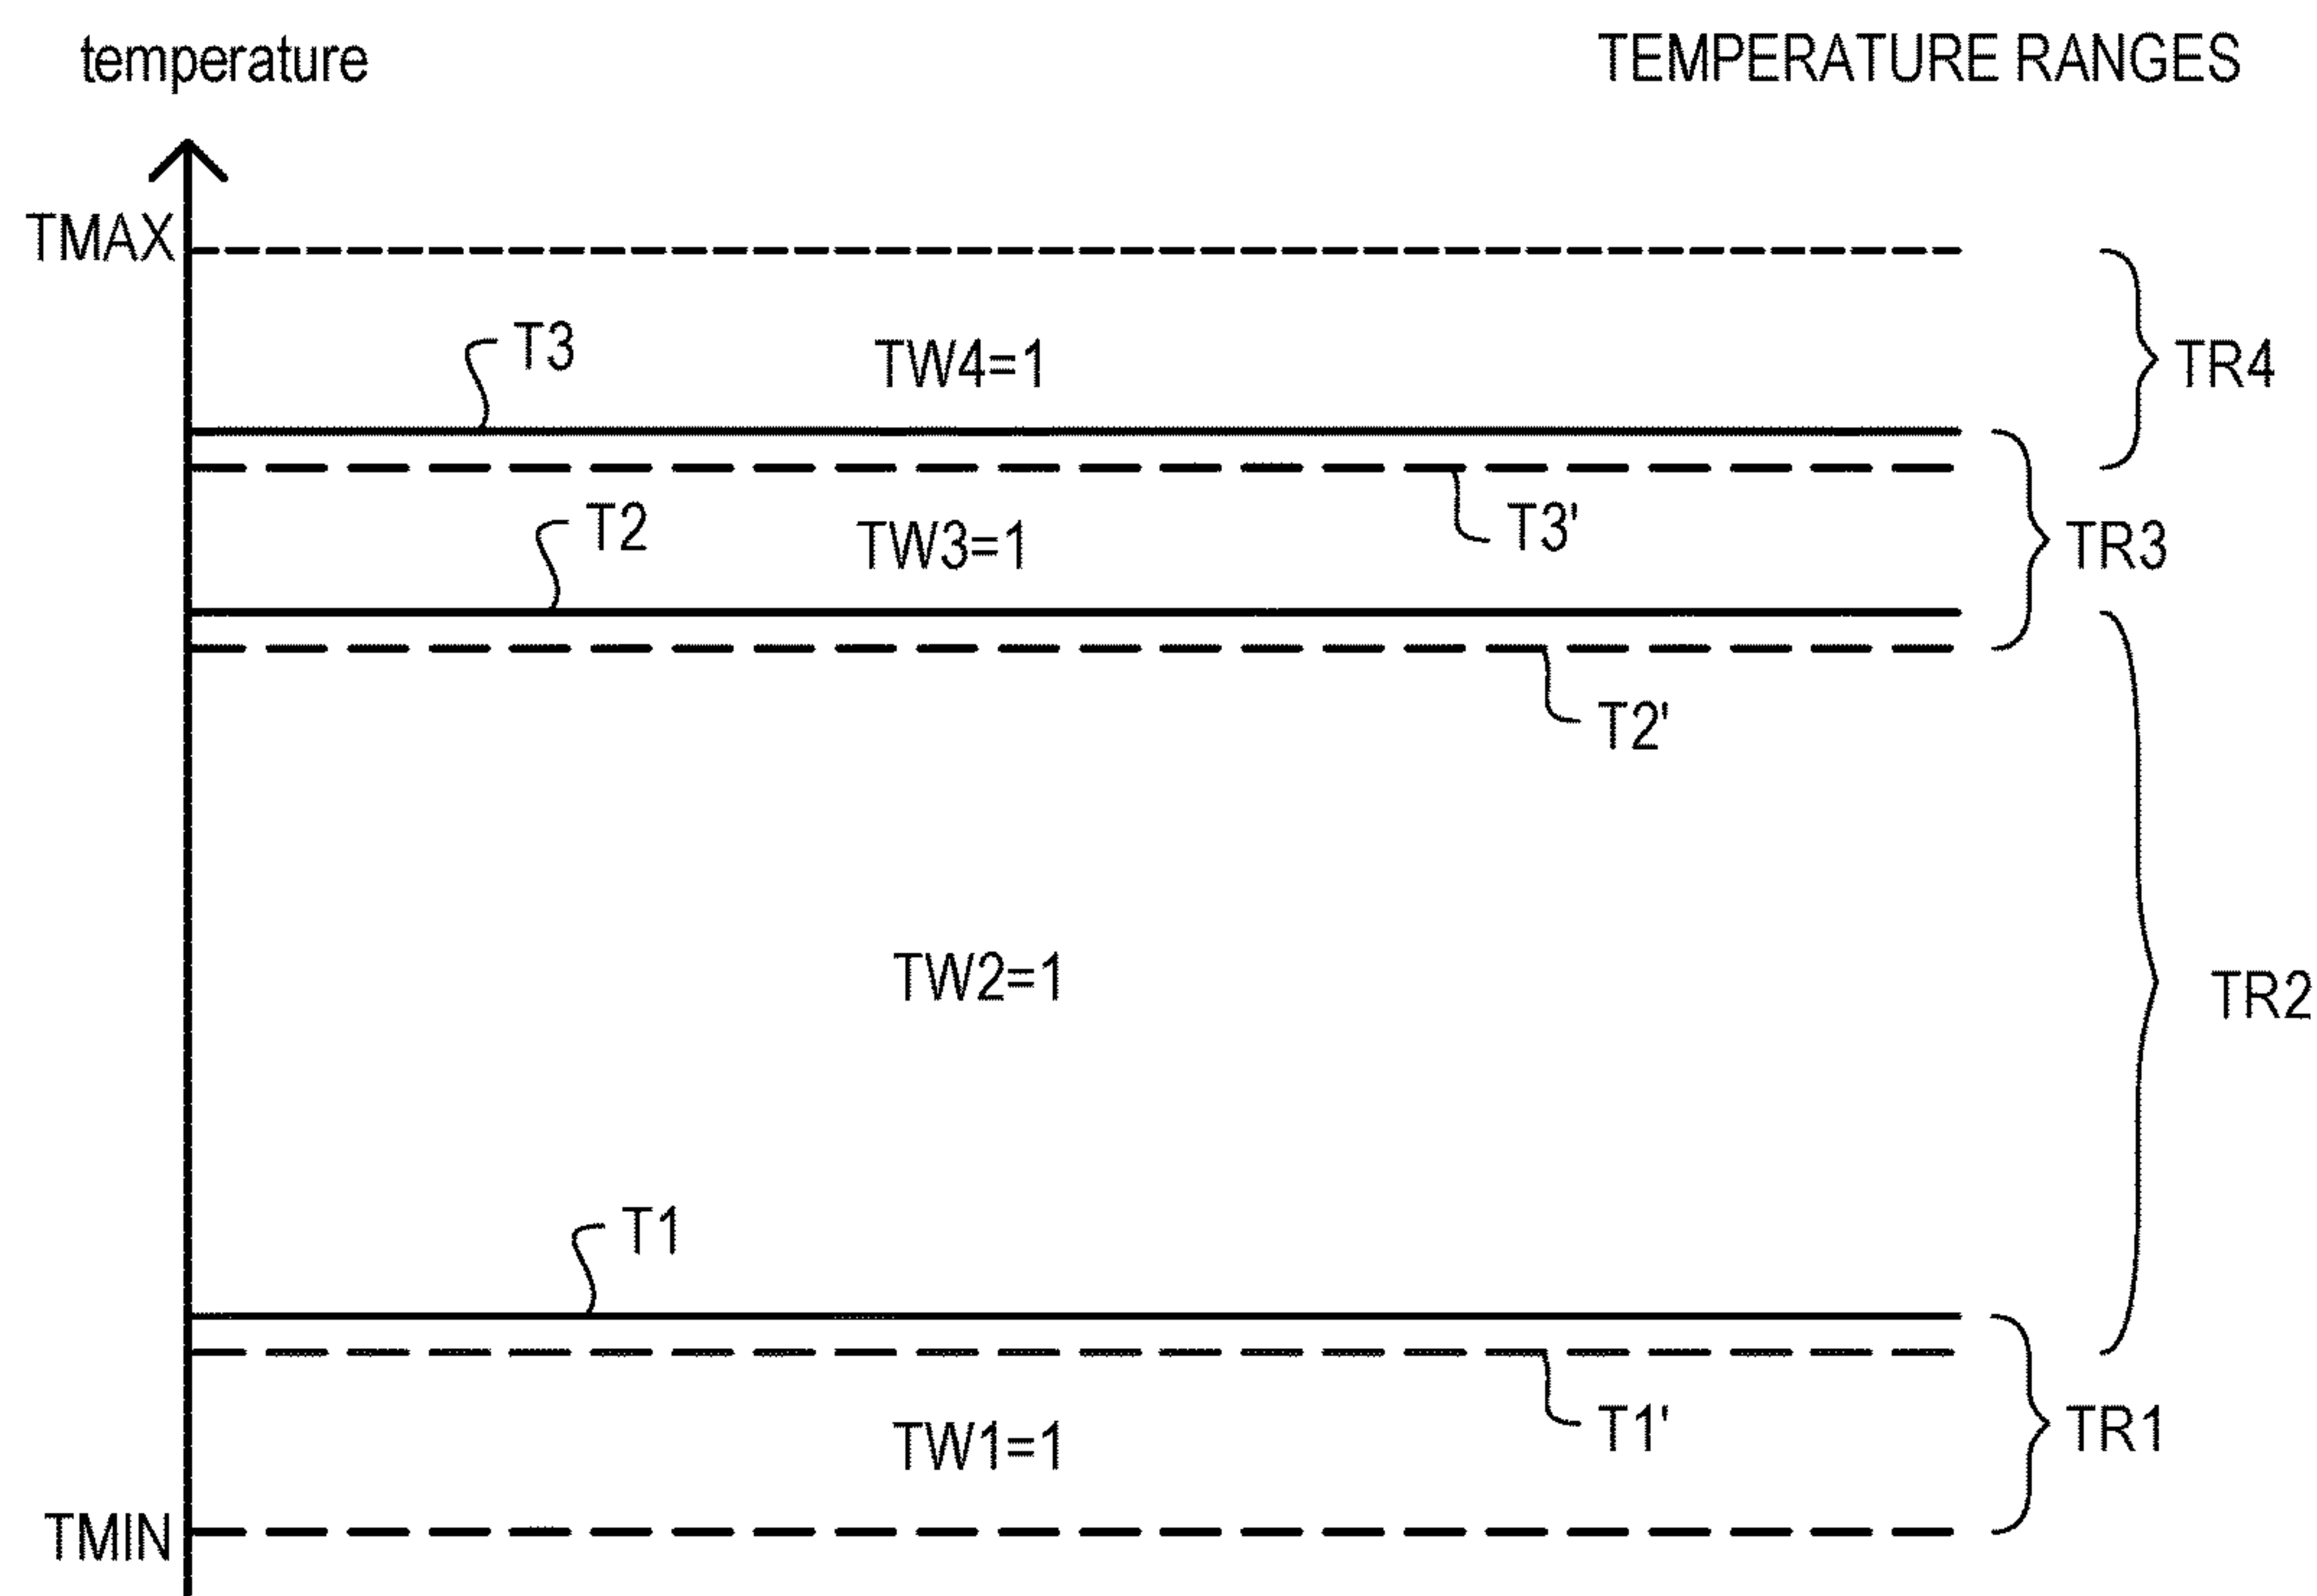 temperature
TEMPERATURE RANGES
TMAX
T3
TW4=1
TR4
T2
TW3=1
T3'
TR3
T2'
TW2=1
TR2
T1
TW1=1
T1'
TR1
TMIN